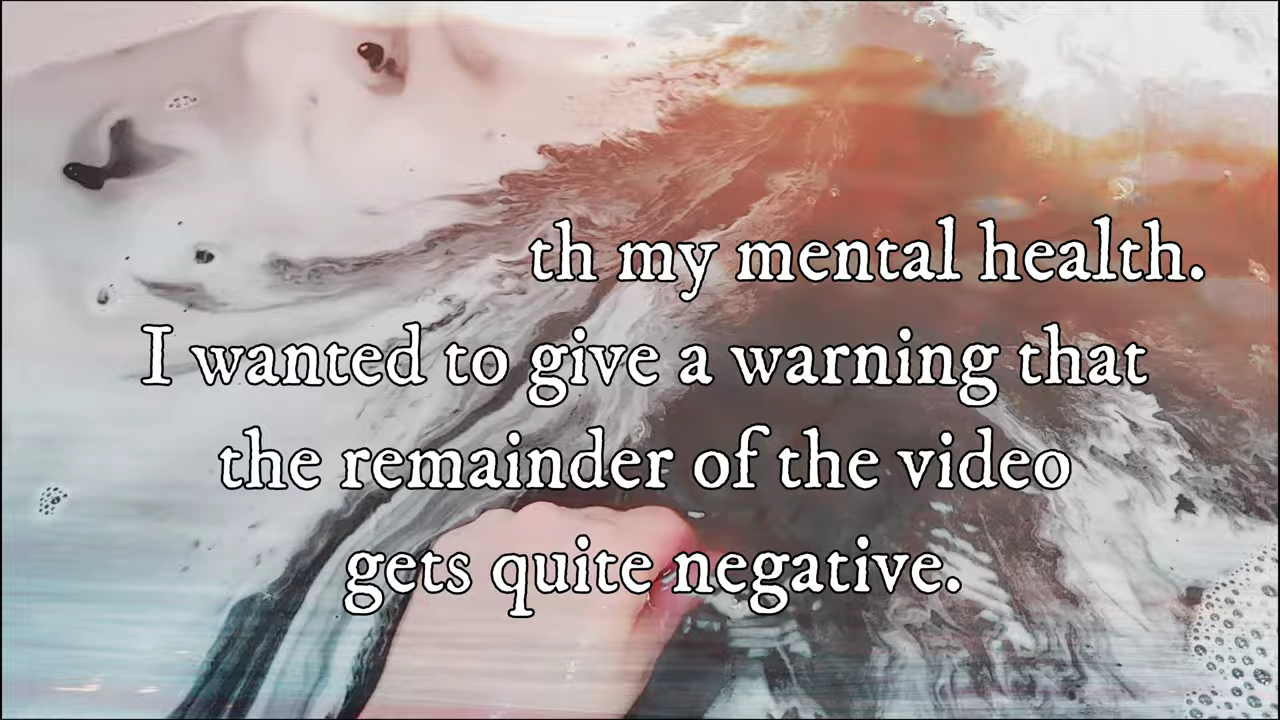 th my mental health.
I wanted to give a warning that
the remainder of the video
gets quite negative.